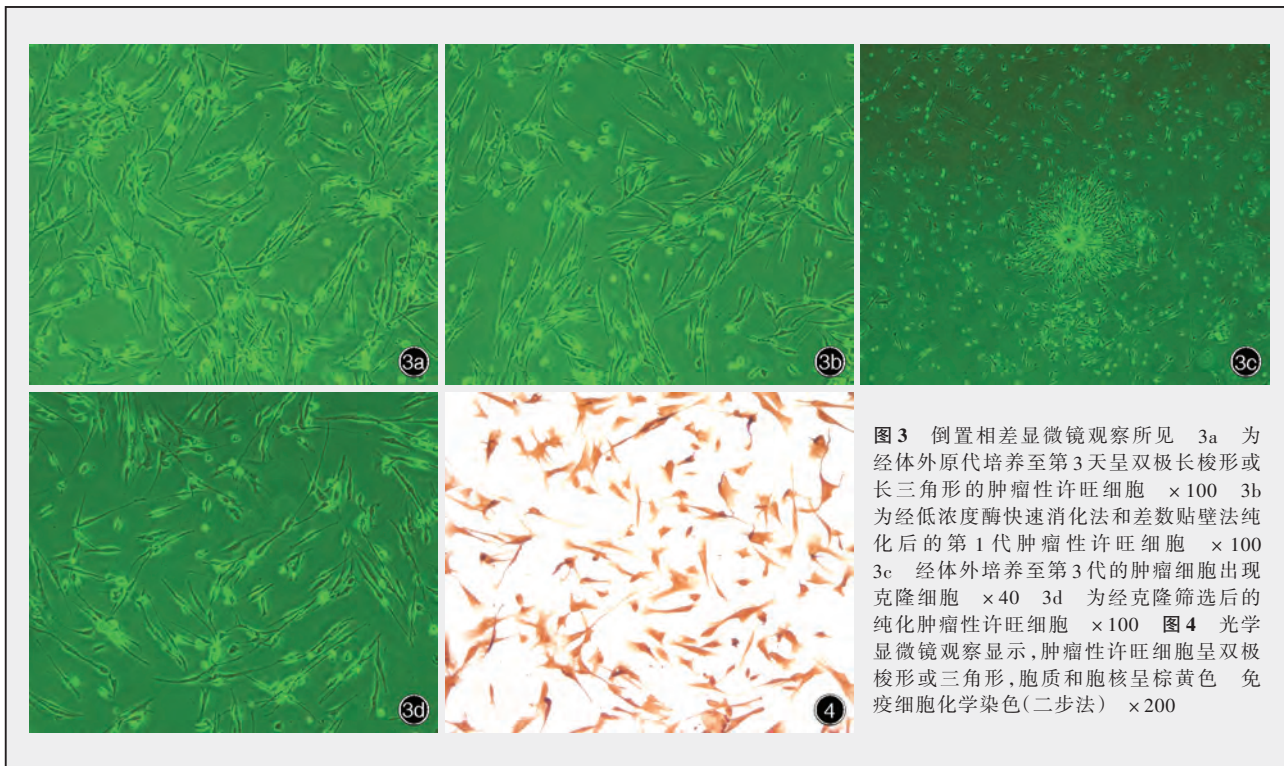 3a
3b
3c
3d
4
图3 倒置相差显微镜观察所见 3a 为
经体外原代培养至第3天呈双极长梭形或
长三角形的肿瘤性许旺细胞 ×100 3b
为经低浓度酶快速消化法和差数贴壁法纯
化后的第1代肿瘤性许旺细胞 ×100
3c 经体外培养至第3代的肿瘤细胞出现
克隆细胞 ×40 3d 为经克隆筛选后的
纯化肿瘤性许旺细胞 ×100 图4 光学
显微镜观察显示,肿瘤性许旺细胞呈双极
梭形或三角形,胞质和胞核呈棕黄色 免
疫细胞化学染色(二步法) ×200